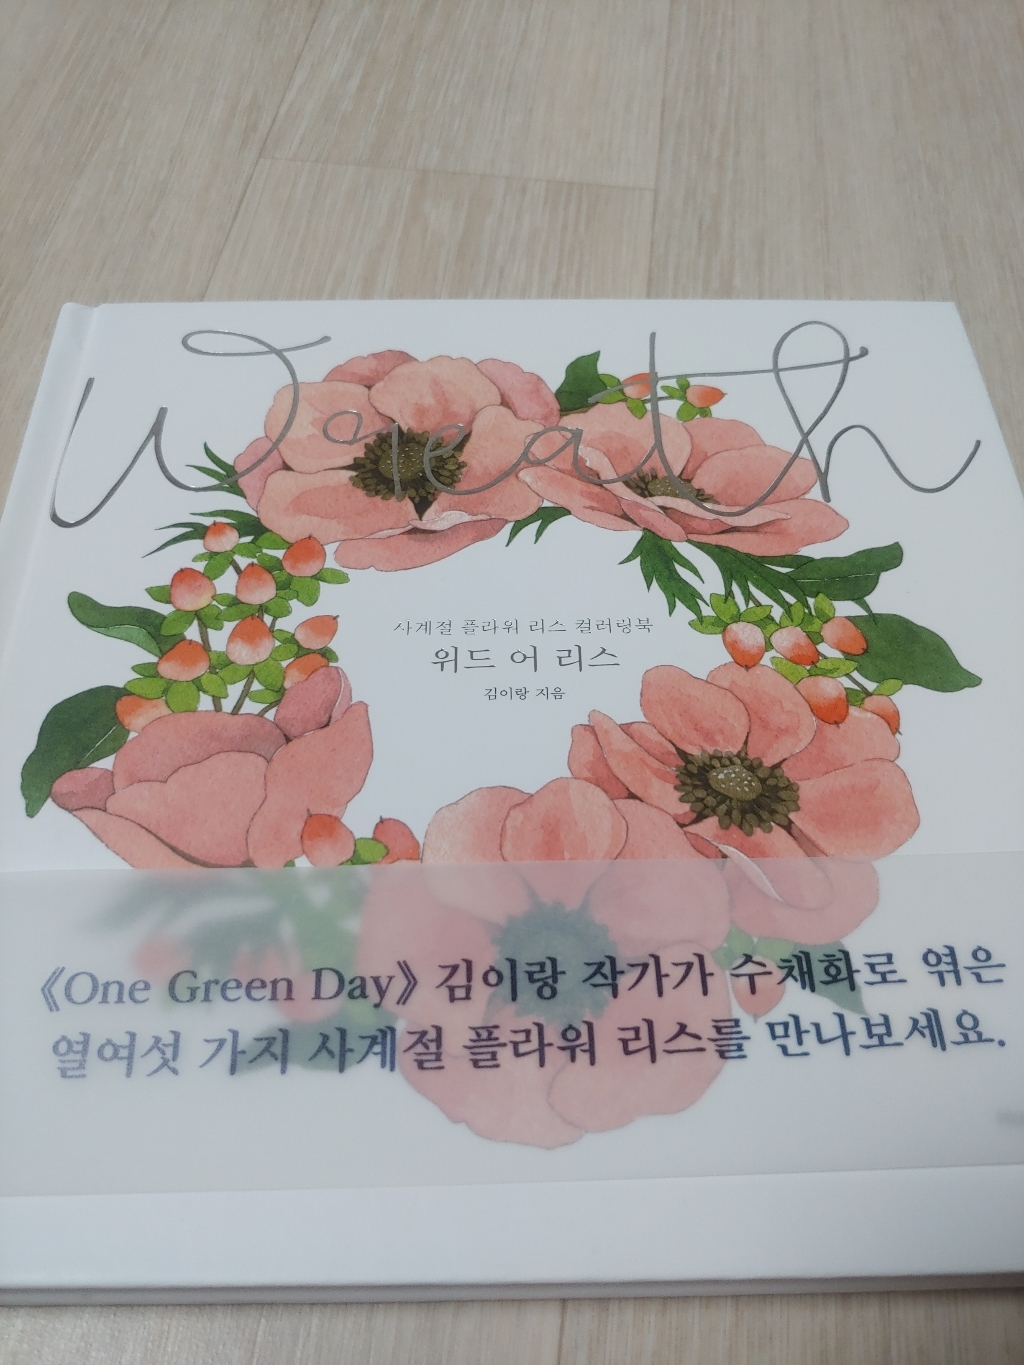 Wreath
사계절 플라워 리스 컬러링북
위드 어 리스
김이랑 지음
《One Green Day》 김이랑 작가가 수채화로 엮은
열여섯 가지 사계절 플라워 리스를 만나보세요.